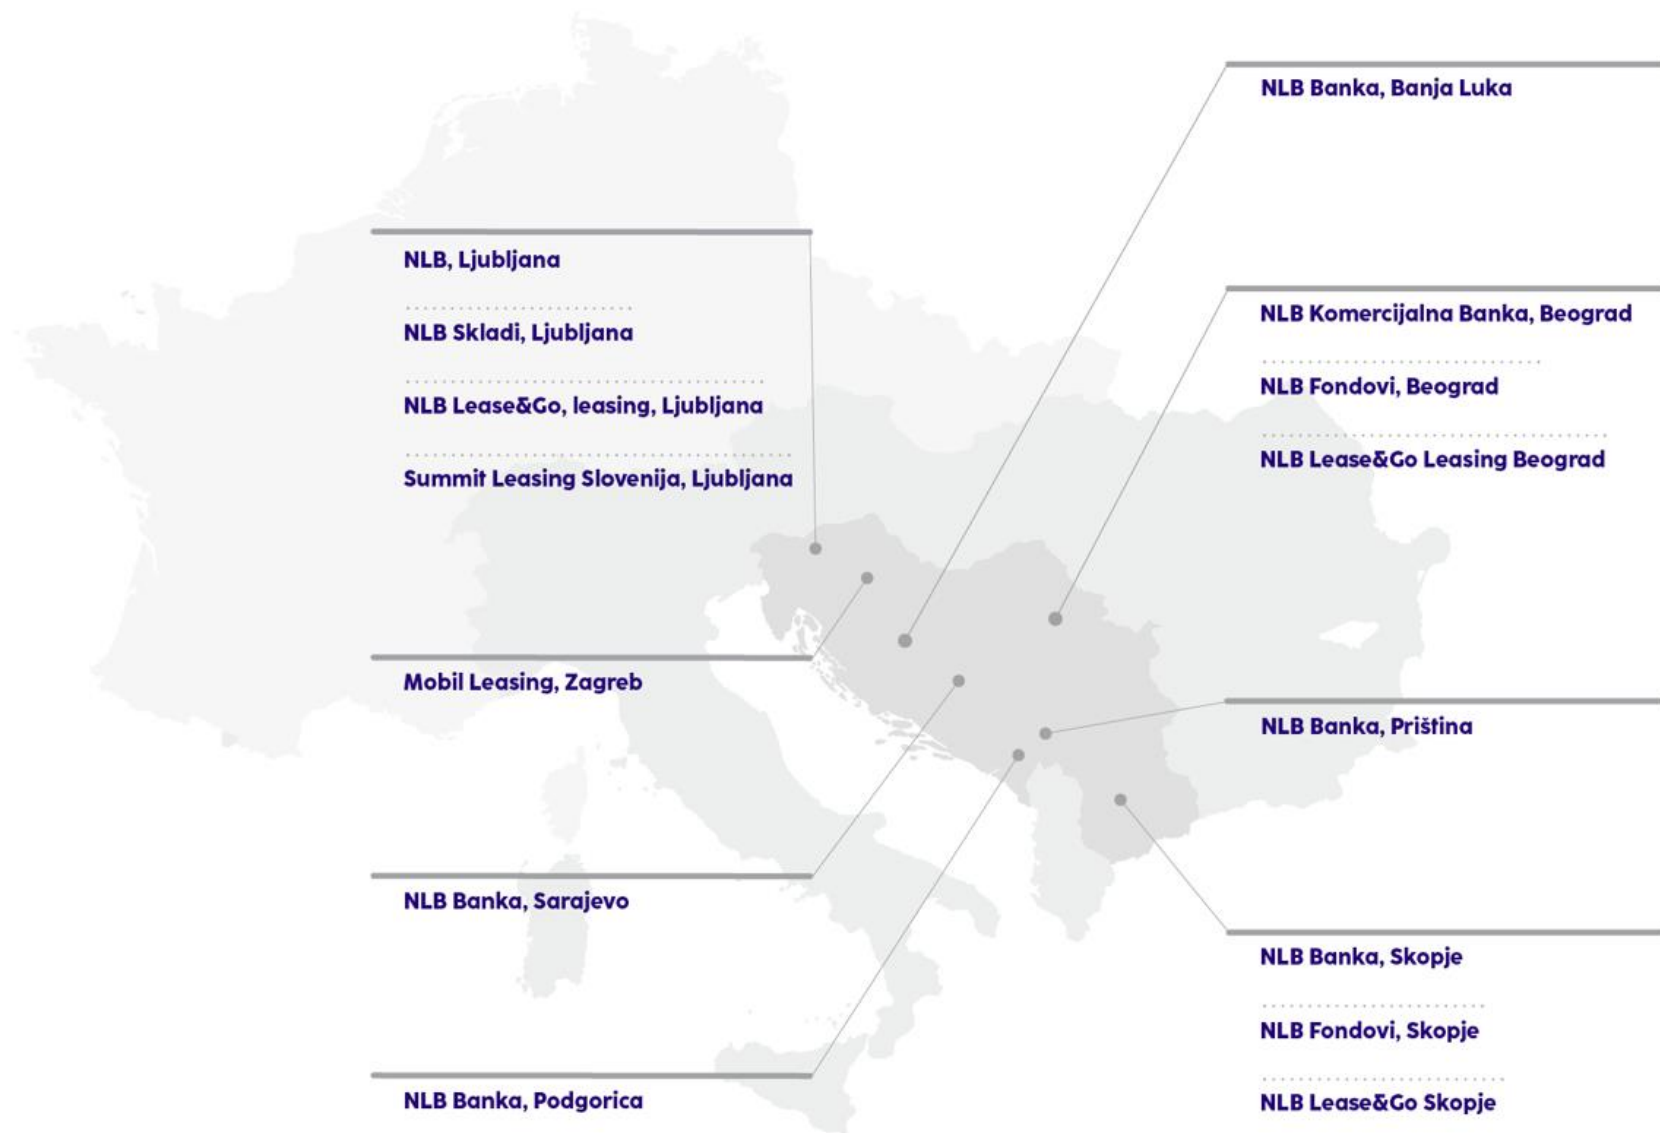 NLB, Ljubljana
NLB Skladi, Ljubljana
NLB Lease&Go, leasing, Ljubljana
Summit Leasing Slovenija, Ljubljana
Mobil Leasing, Zagreb
NLB Banka, Sarajevo
NLB Banka, Podgorica
NLB Banka, Banja Luka
NLB Komercijalna Banka, Beograd
NLB Fondovi, Beograd
NLB Lease&Go Leasing Beograd
NLB Banka, Priština
NLB Banka, Skopje
NLB Fondovi, Skopje
NLB Lease&Go Skopje